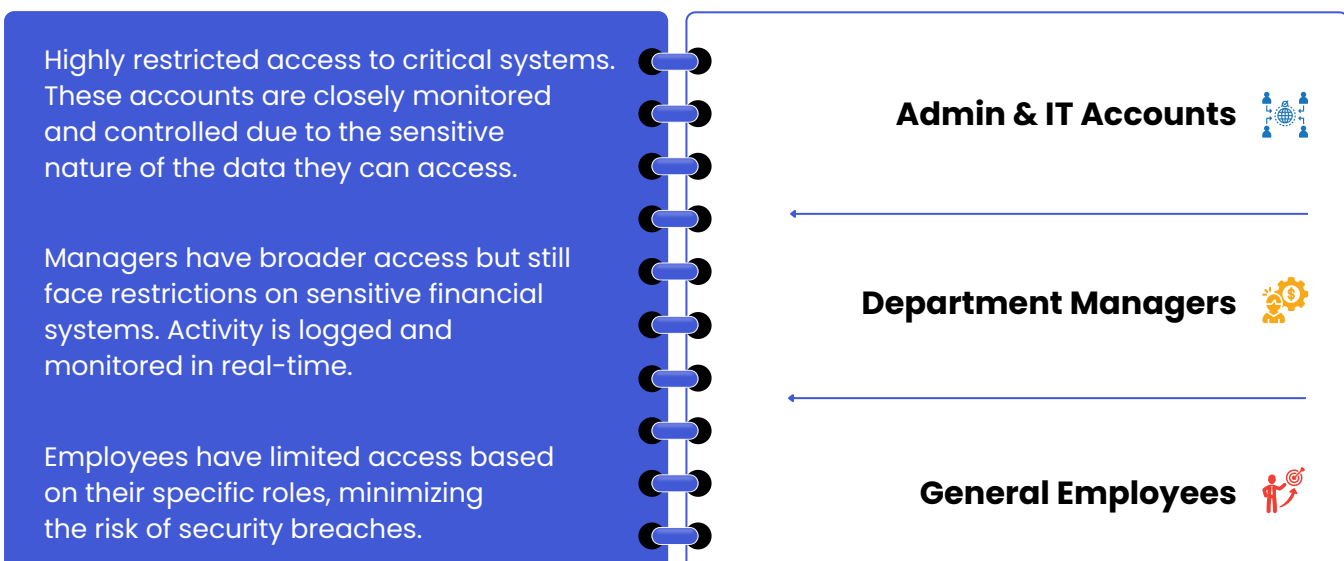 Highly restricted access to critical systems.
These accounts are closely monitored
and controlled due to the sensitive
nature of the data they can access.
Admin & IT Accounts
Managers have broader access but still
face restrictions on sensitive financial
systems. Activity is logged and
monitored in real-time.
Department Managers
Employees have limited access based
on their specific roles, minimizing
the risk of security breaches.
General Employees